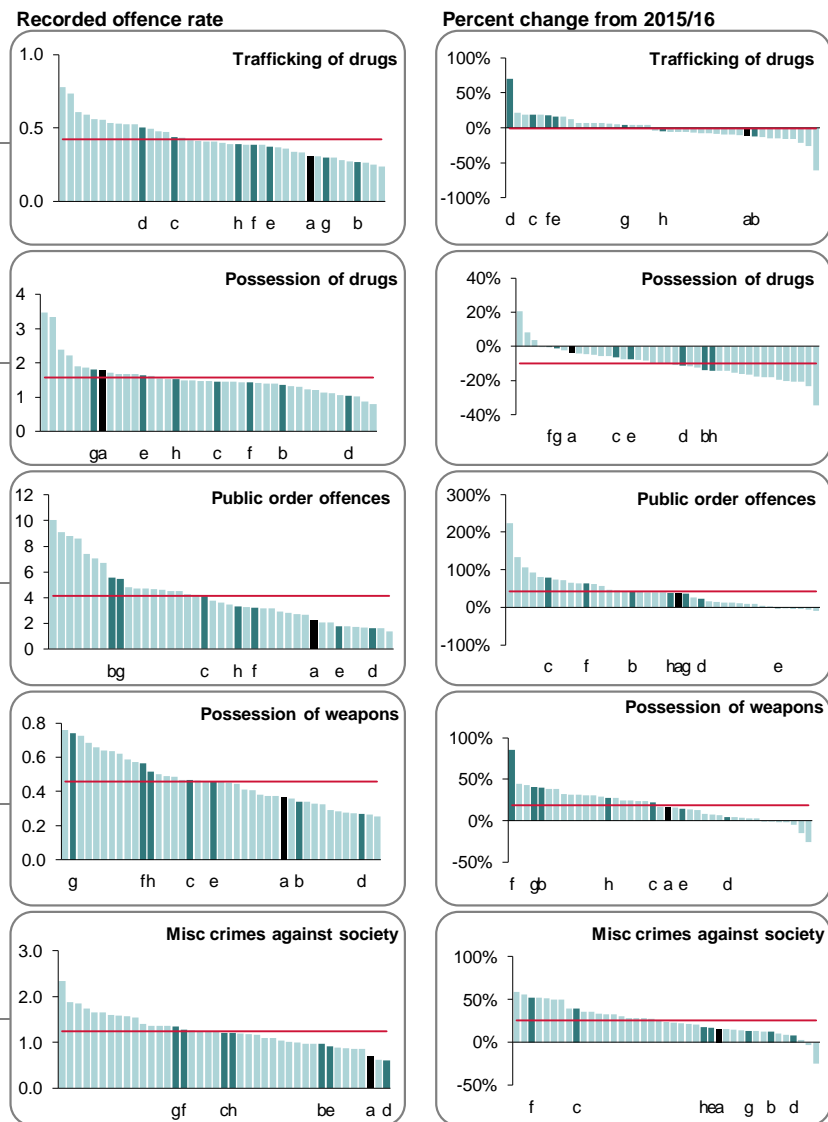 Recorded offence rate
Percent change from 2015/16
Trafficking of drugs
1.0
0.5
0.0
d c h f e a g b
Trafficking of drugs
100%
50%
0%
-50%
-100%
d c fe g h ab
Possession of drugs
4
3
2
1
0
ga e h c f b d
Possession of drugs
40%
20%
0%
-20%
-40%
fg a c e d bh
Public order offences
12
10
8
6
4
2
0
bg c h f a e d
Public order offences
300%
200%
100%
0%
-100%
c f b hag d e
Possession of weapons
0.8
0.6
0.4
0.2
0.0
g fh c e a b d
Possession of weapons
100%
50%
0%
-50%
f gb h c a e d
Misc crimes against society
3.0
2.0
1.0
0.0
gf ch be a d
Misc crimes against society
100%
50%
0%
-50%
f c hea g b d